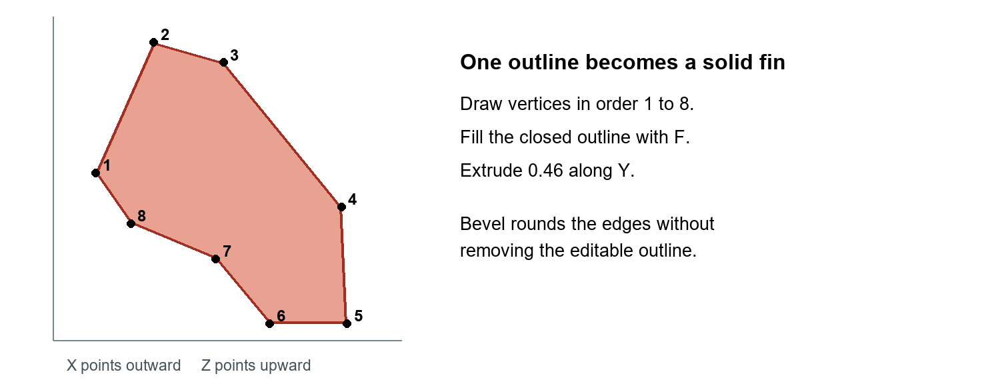 2
3
1
4
8
7
6
5
X points outward
Z points upward
One outline becomes a solid fin
Draw vertices in order 1 to 8.
Fill the closed outline with F.
Extrude 0.46 along Y.
Bevel rounds the edges without
removing the editable outline.